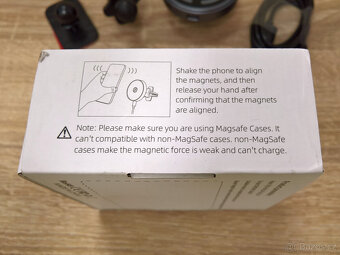 Shake the phone to align
the magnets, and then
release your hand after
confirming that the magnets
are aligned.
Note: Please make sure you are using Magsafe Cases. It
can't compatible with non-MagSafe cases. non-MagSafe
cases make the magnetic force is weak and can't charge.